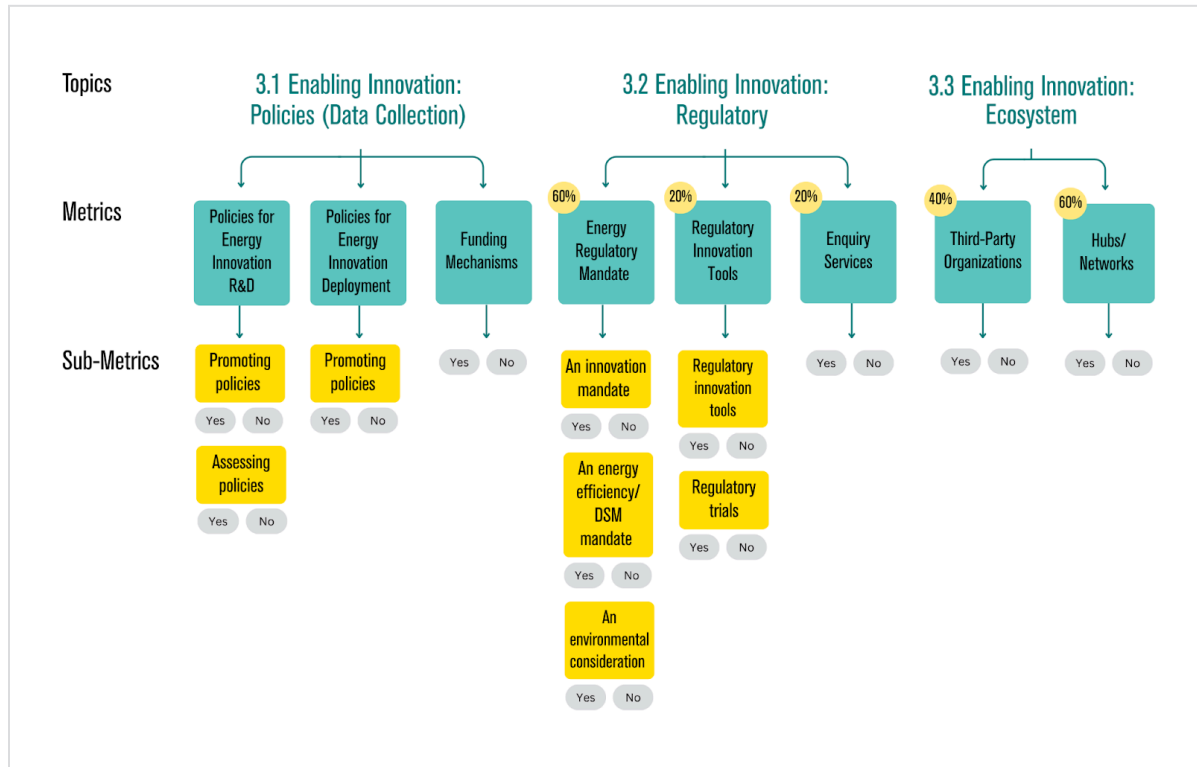 Topics
3.1 Enabling Innovation:
Policies (Data Collection)
3.2 Enabling Innovation:
Regulatory
3.3 Enabling Innovation:
Ecosystem
Metrics
Policies for
Energy
Innovation
R&D
Policies for
Energy
Innovation
Deployment
Funding
Mechanisms
60%
Energy
Regulatory
Mandate
20%
Regulatory
Innovation
Tools
20%
Enquiry
Services
40%
Third-Party
Organizations
60%
Hubs/
Networks
Sub-Metrics
Promoting
policies
Yes No
Assessing
policies
Yes No
Promoting
policies
Yes No
Yes No
An innovation
mandate
Yes No
An energy
efficiency/
DSM
mandate
Yes No
An
environmental
consideration
Yes No
Regulatory
innovation
tools
Yes No
Regulatory
trials
Yes No
Yes No
Yes No
Yes No